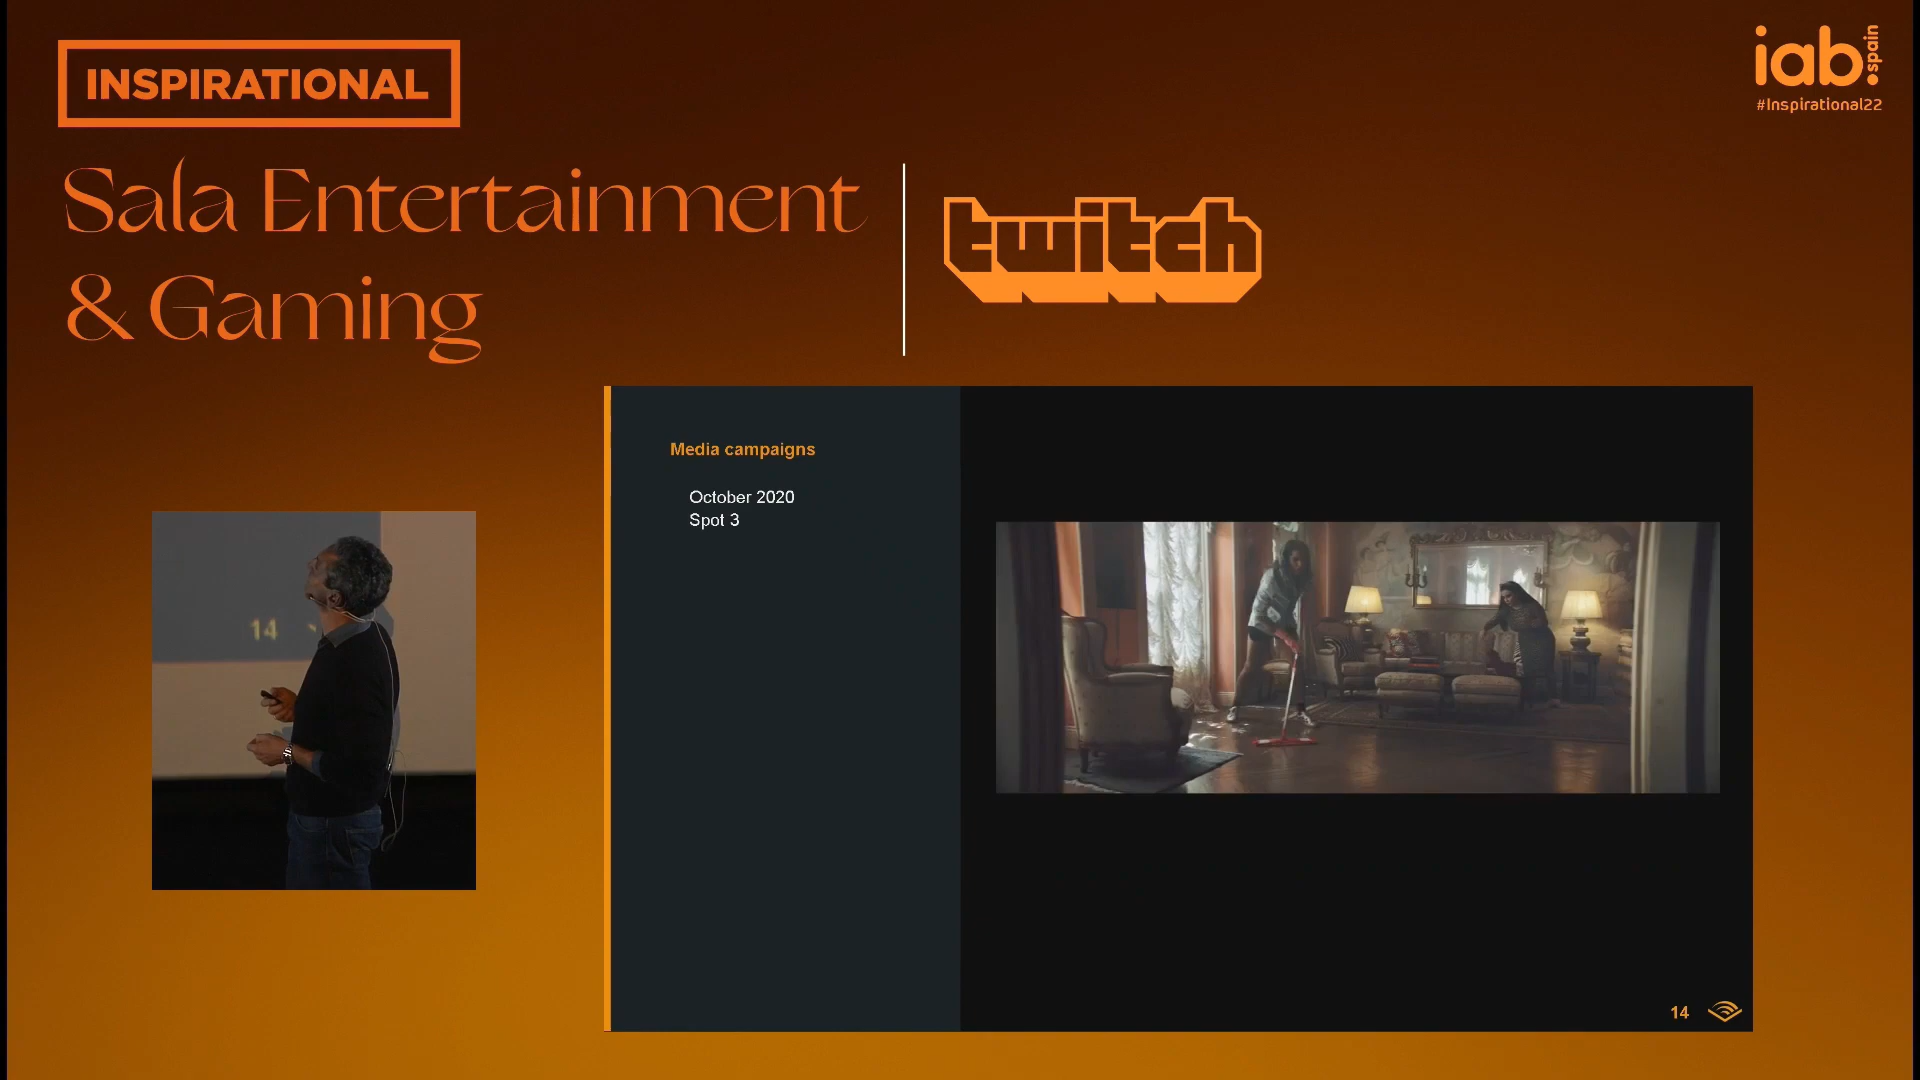 INSPIRATIONAL
iab.spain
#Inspirational22
Sala Entertainment
& Gaming
twitch
Media campaigns
October 2020
Spot 3
14
14